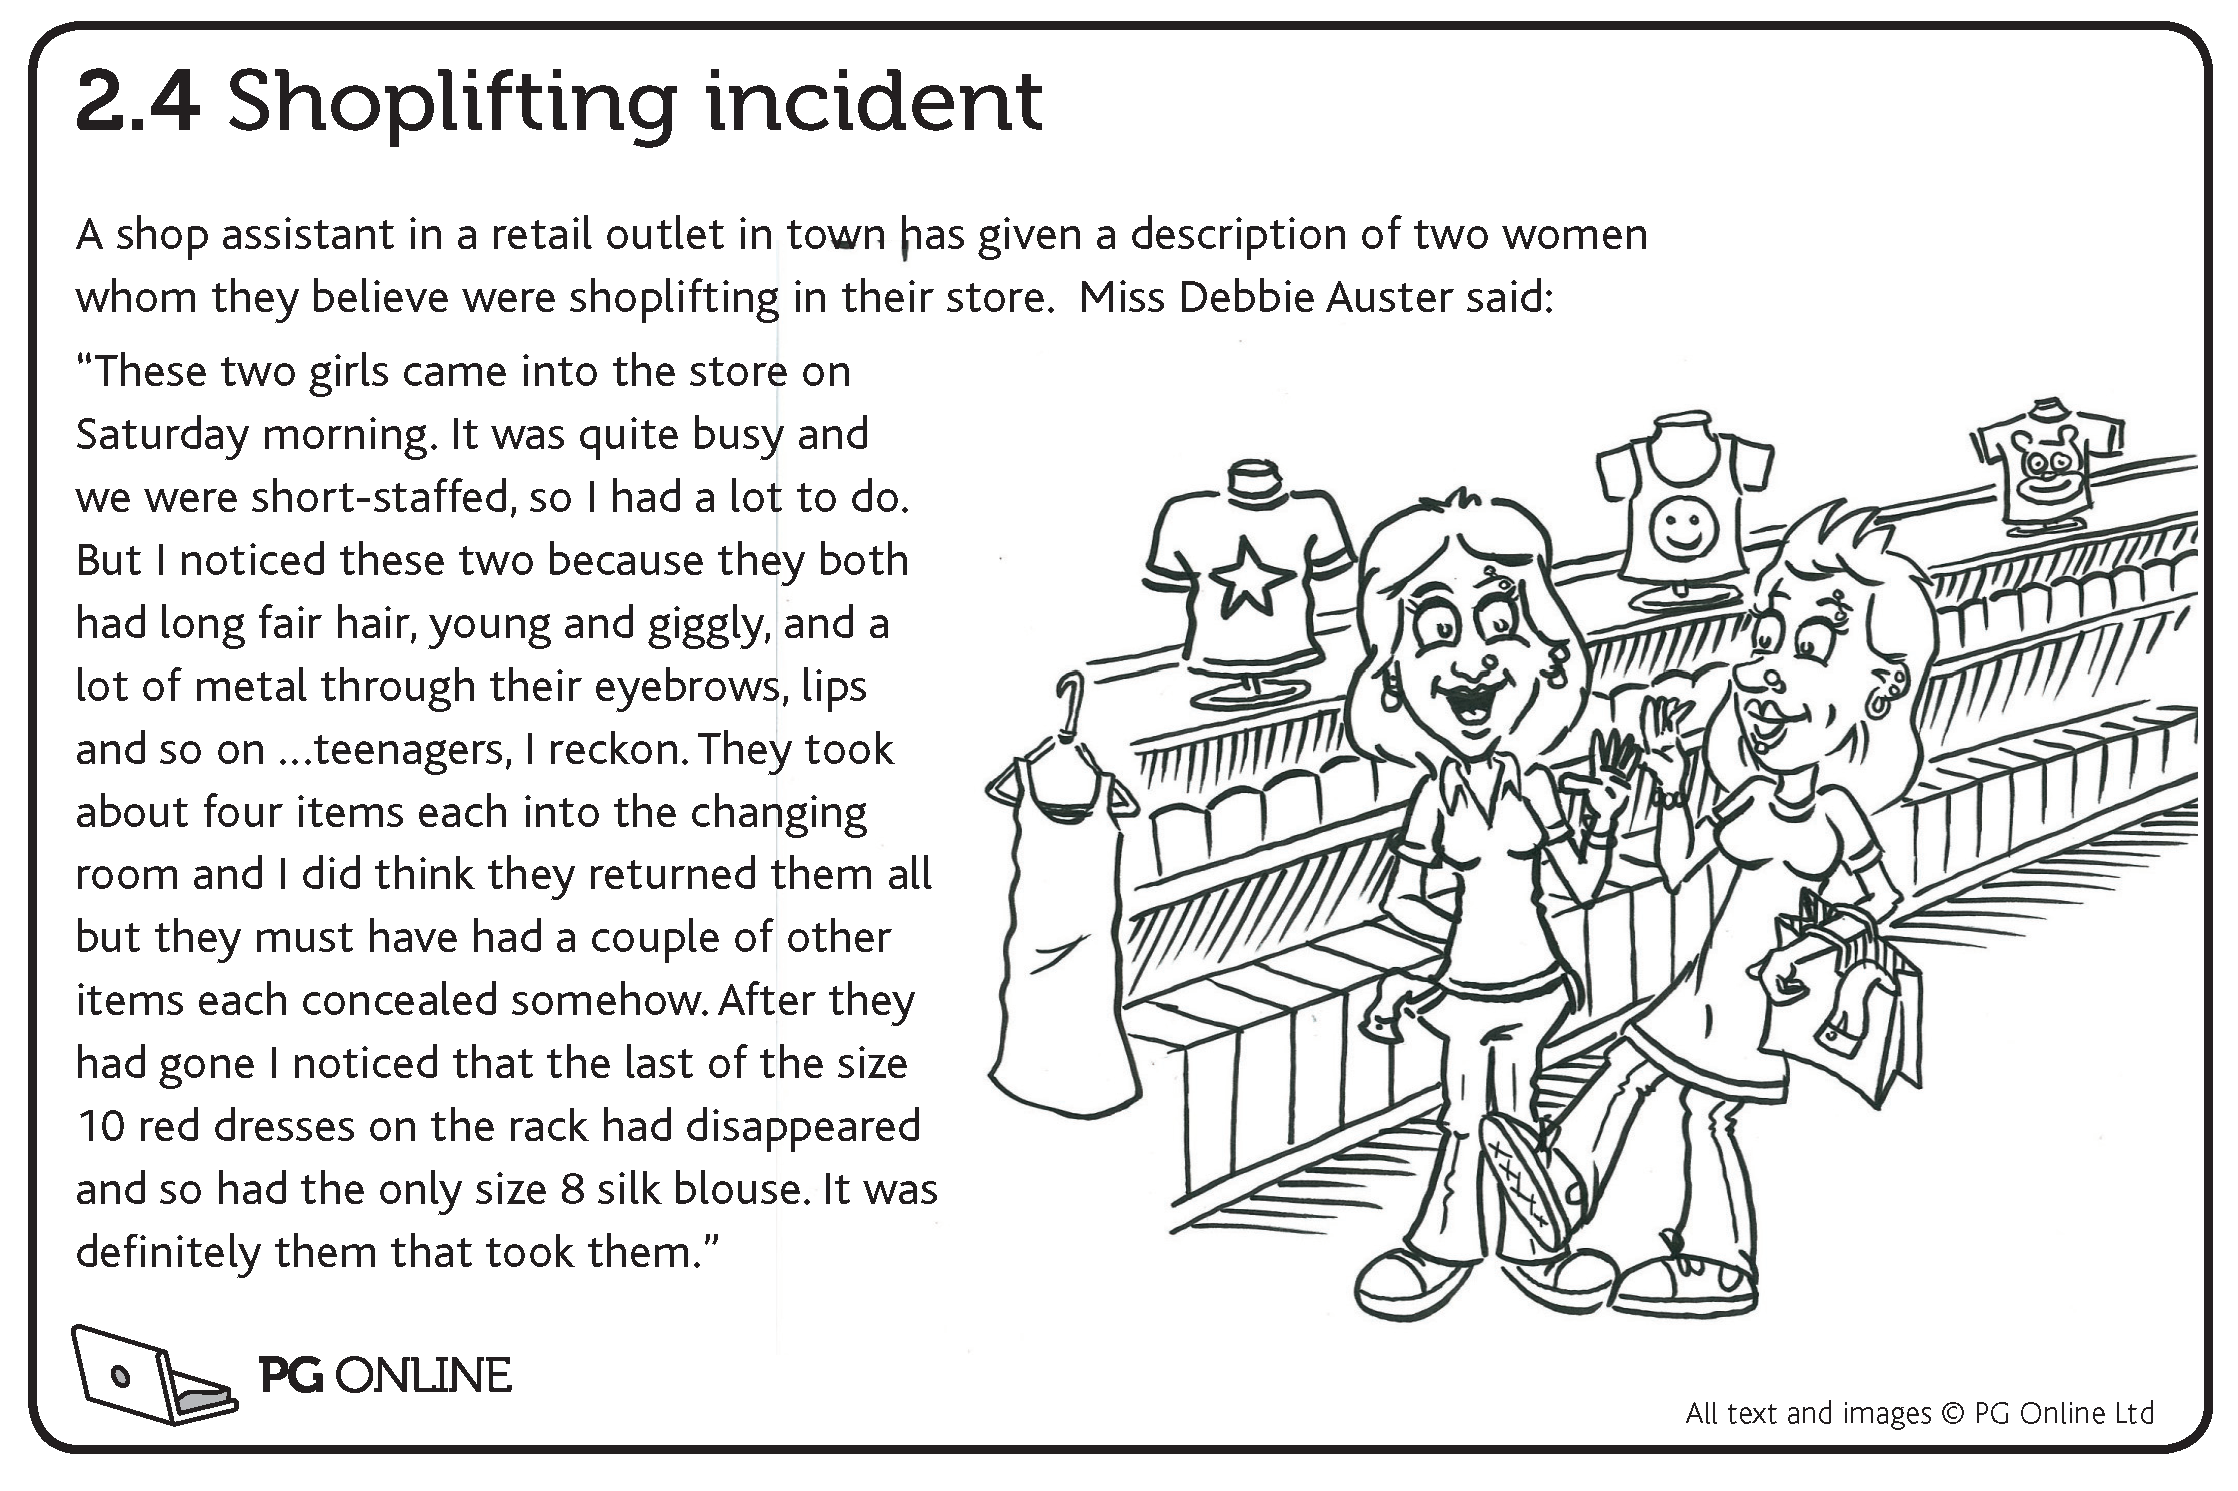 2.4 Shoplifting incident
A shop assistant in a retail outlet in town has given a description of two women
whom they believe were shoplifting in their store.  Miss Debbie Auster said:
“These two girls came into the store on
Saturday morning. It was quite busy and
we were short-staffed, so I had a lot to do.
But I noticed these two because they both
had long fair hair, young and giggly, and a
lot of metal through their eyebrows, lips
and so on ...teenagers, I reckon. They took
about four items each into the changing
room and I did think they returned them all
but they must have had a couple of other
items each concealed somehow. After they
had gone I noticed that the last of the size
10 red dresses on the rack had disappeared
and so had the only size 8 silk blouse. It was
definitely them that took them.”
PG ONLINE
All text and images © PG Online Ltd